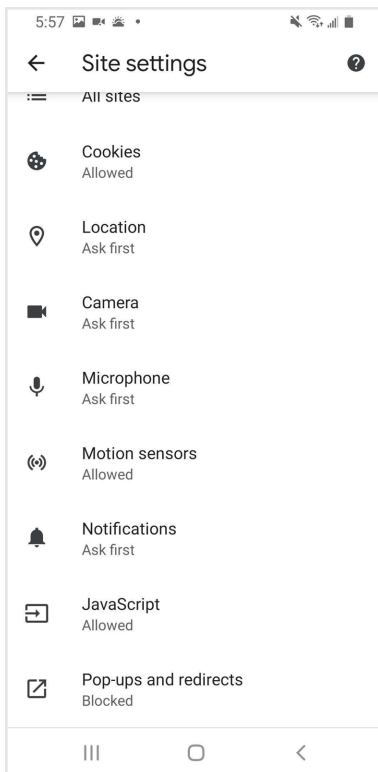 5:57
Site settings
All sites
Cookies
Allowed
Location
Ask first
Camera
Ask first
Microphone
Ask first
Motion sensors
Allowed
Notifications
Ask first
JavaScript
Allowed
Pop-ups and redirects
Blocked